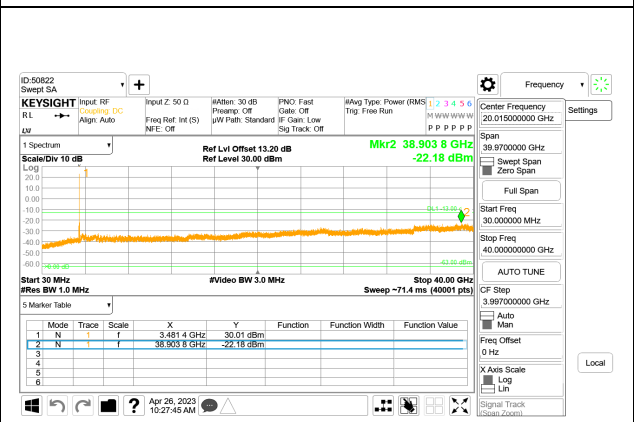 ID:50822
Swept SA
Frequency
KEYSIGHT
RL
Input: RF
Coupling: DC
Align: Auto
Input Z: 50 Ω
Freq Ref: Int (S)
NFE: Off
#Atten: 30 dB
Preamp: Off
µW Path: Standard
PNO: Fast
Gate: Off
IF Gain: Low
Sig Track: Off
#Avg Type: Power (RMS
Trig: Free Run
1 2 3 4 5 6
M W W W W W
P P P P P P
1 Spectrum
Scale/Div 10 dB
Log
Ref Lvl Offset 13.20 dB
Ref Level 30.00 dBm
Mkr2 38.903 8 GHz
-22.18 dBm
20.0
10.0
0.00
-10.0
-20.0
-30.0
-40.0
-50.0
-60.0
1
2
Start 30 MHz
#Res BW 1.0 MHz
#Video BW 3.0 MHz
Stop 40.00 GHz
Sweep ~71.4 ms (40001 pts)
5 Marker Table
Mode Trace Scale X Y Function Function Width Function Value
1 N 1 f 3.481 4 GHz 30.01 dBm
2 N 1 f 38.903 8 GHz -22.18 dBm
3
4
5
6
Apr 26, 2023
10:27:45 AM
?
Center Frequency
20.015000000 GHz
Settings
Span
39.9700000 GHz
Swept Span
Zero Span
Full Span
Start Freq
30.000000 MHz
Stop Freq
40.000000000 GHz
AUTO TUNE
CF Step
3.997000000 GHz
Auto
Man
Freq Offset
0 Hz
X Axis Scale
Log
Lin
Signal Track
(Span Zoom)
Local